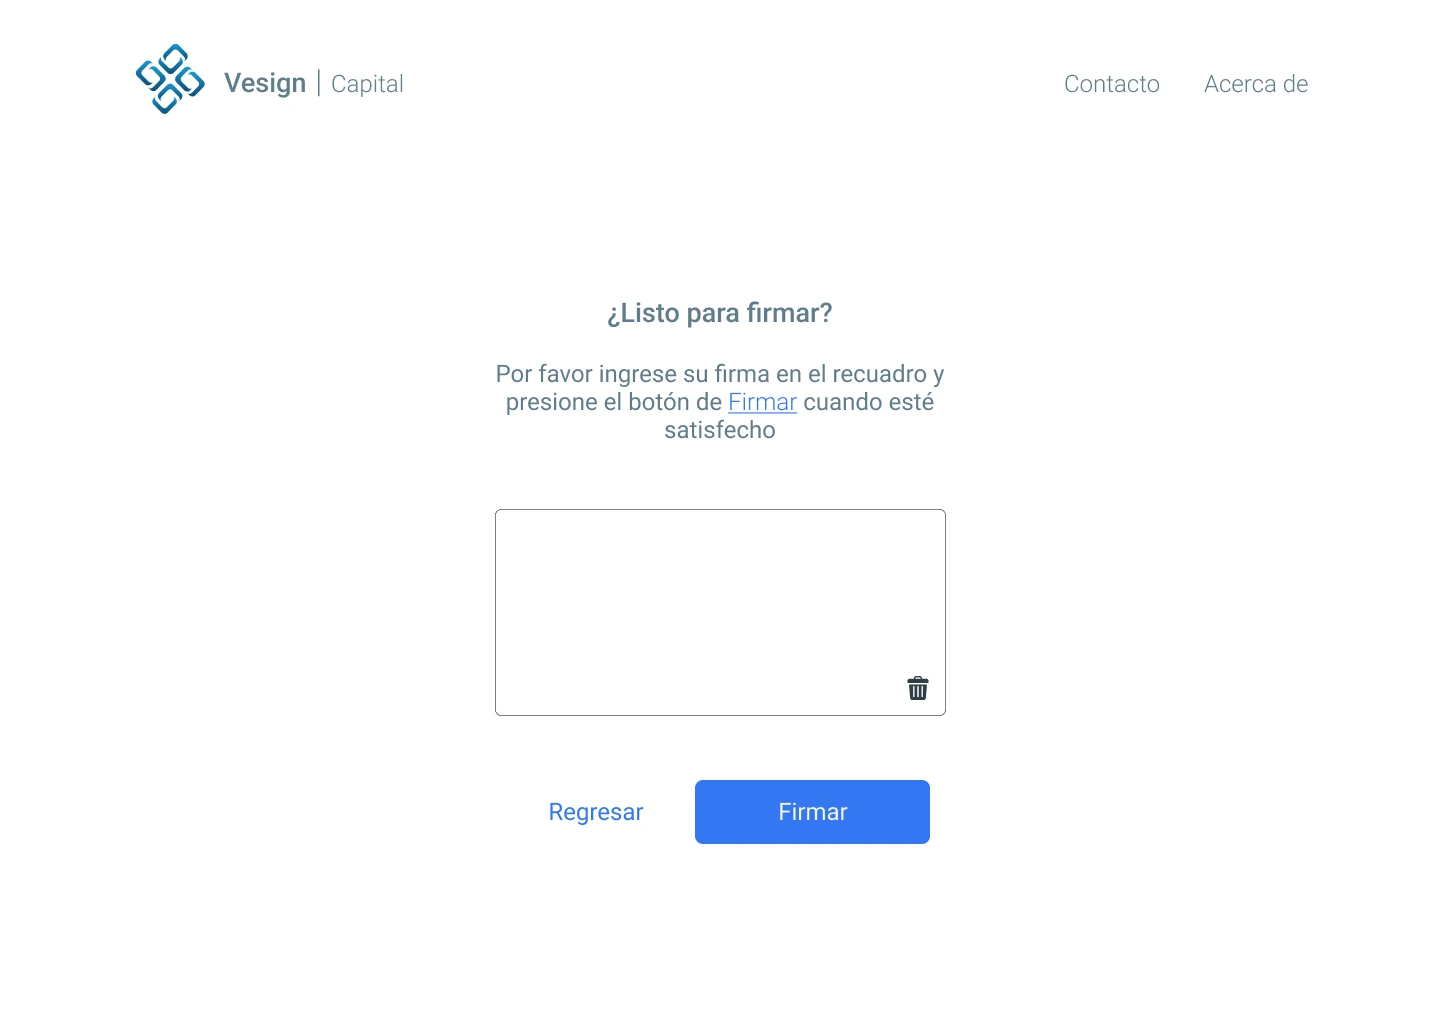 Vesign | Capital
Contacto
Acerca de
¿Listo para firmar?
Por favor ingrese su firma en el recuadro y
presione el botón de Firmar cuando esté
satisfecho
Regresar
Firmar